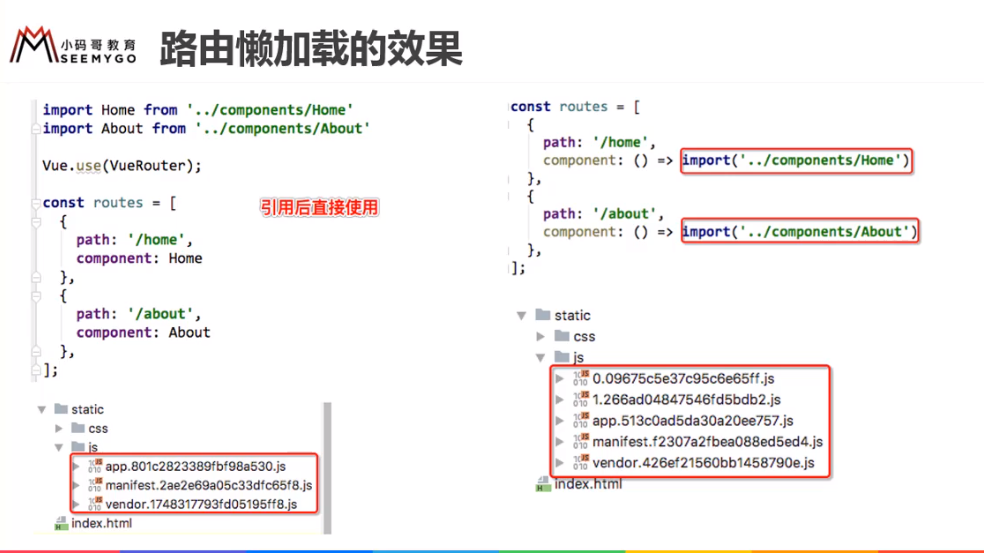 小码哥教育
SEEMYGO
路由懒加载的效果
import Home from '../components/Home'
import About from '../components/About'
Vue.use(VueRouter);
const routes = [
{
path: '/home',
component: Home
},
{
path: '/about',
component: About
},
];
引用后直接使用
static
css
js
app.801c2823389fbf98a530.js
manifest.2ae2e69a05c33dfc65f8.js
vendor.1748317793fd05195ff8.js
index.html
const routes = [
{
path: '/home',
component: () => import('../components/Home')
},
{
path: '/about',
component: () => import('../components/About')
},
];
static
css
js
0.09675c5e37c95c6e65ff.js
1.266ad04847546fd5bdb2.js
app.513c0ad5da30a20ee757.js
manifest.f2307a2fbea088ed5ed4.js
vendor.426ef21560bb1458790e.js
index.html